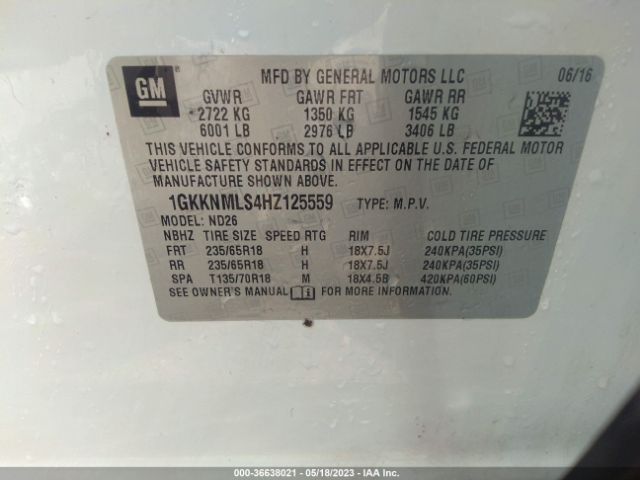 GM
MFD BY GENERAL MOTORS LLC 06/16
GVWR GAWR FRT GAWR RR
2722 KG 1350 KG 1545 KG
6001 LB 2976 LB 3406 LB
THIS VEHICLE CONFORMS TO ALL APPLICABLE U.S. FEDERAL MOTOR
VEHICLE SAFETY STANDARDS IN EFFECT ON THE DATE OF
MANUFACTURE SHOWN ABOVE.
1GKKNMLS4HZ125559 TYPE: M.P.V.
MODEL: ND26
NBHZ TIRE SIZE SPEED RTG RIM COLD TIRE PRESSURE
FRT 235/65R18 H 18X7.5J 240KPA(35PSI)
RR 235/65R18 H 18X7.5J 240KPA(35PSI)
SPA T135/70R18 M 18X4.5B 420KPA(60PSI)
SEE OWNER'S MANUAL FOR MORE INFORMATION.
000-36638021 - 05/18/2023 - IAA Inc.